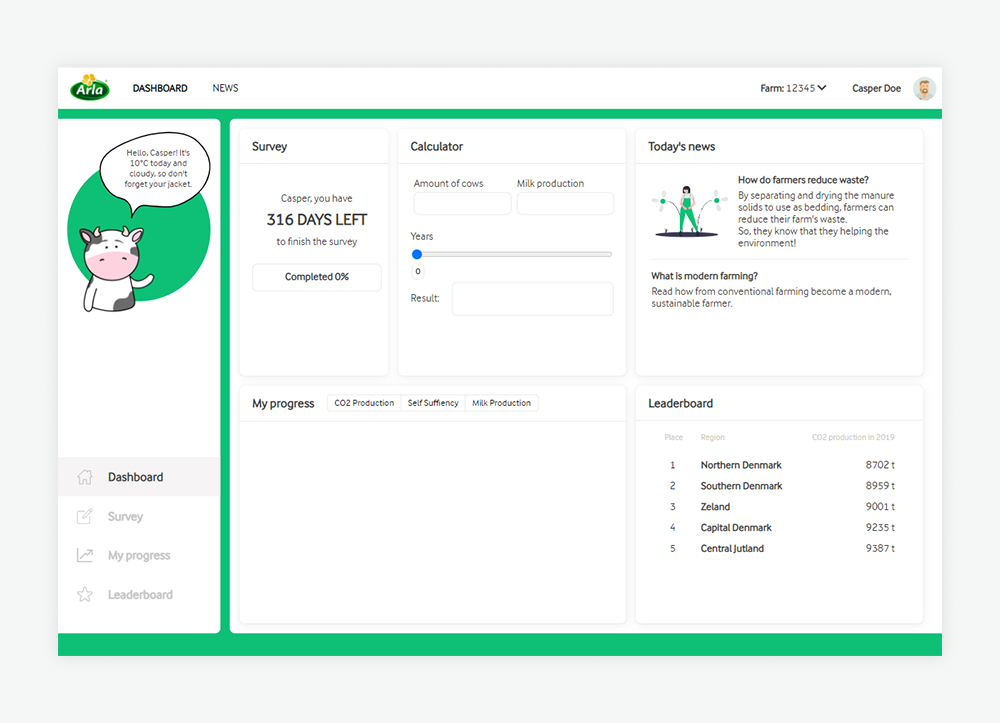 Arla
DASHBOARD
NEWS
Farm: 12345
Casper Doe
Hello, Casper! It's
10°C today and
cloudy, so don't
forget your jacket.
Dashboard
Survey
My progress
Leaderboard
Survey
Casper, you have
316 DAYS LEFT
to finish the survey
Completed 0%
Calculator
Amount of cows
Milk production
Years
0
Result:
Today's news
How do farmers reduce waste?
By separating and drying the manure
solids to use as bedding, farmers can
reduce their farm's waste.
So, they know that they helping the
environment!
What is modern farming?
Read how from conventional farming become a modern,
sustainable farmer.
My progress
CO2 Production
Self Suffiency
Milk Production
Leaderboard
Place Region CO2 production in 2019
1 Northern Denmark 8702 t
2 Southern Denmark 8959 t
3 Zeland 9001 t
4 Capital Denmark 9235 t
5 Central Jutland 9387 t